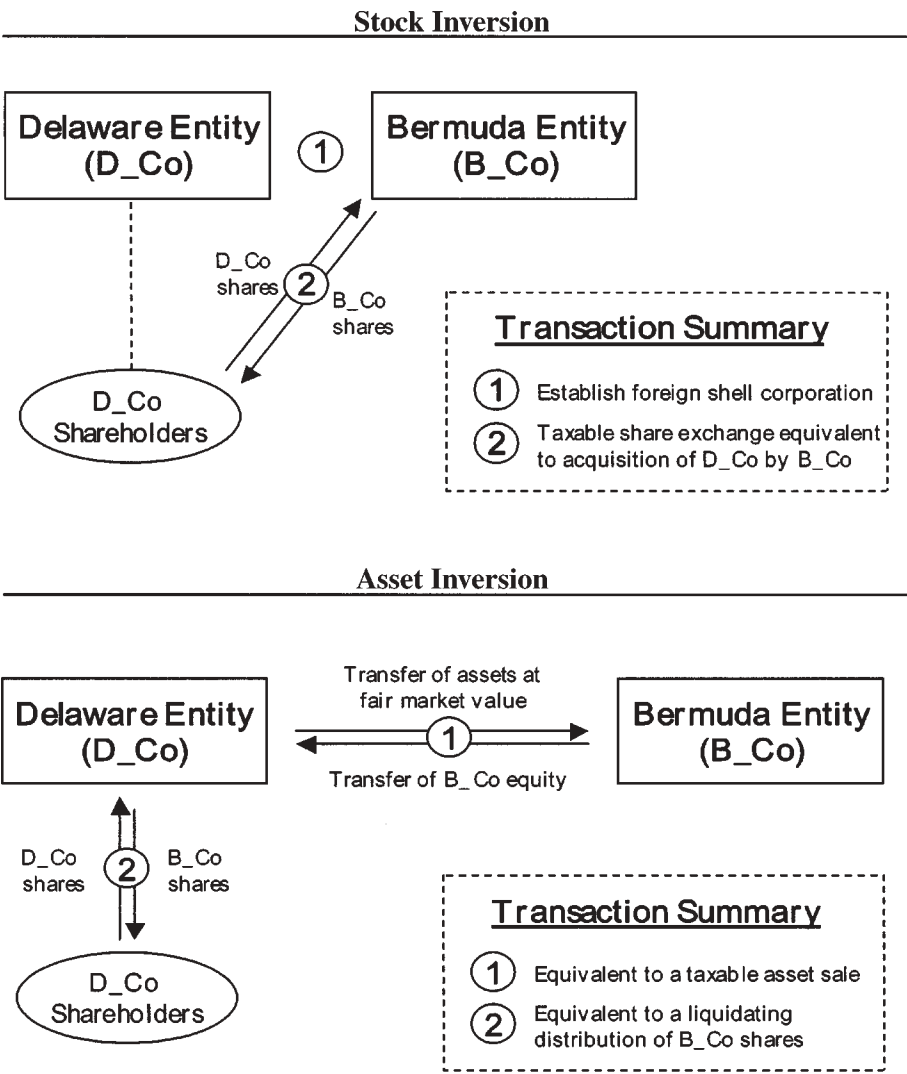 Stock Inversion
Delaware Entity
(D_Co)
1
Bermuda Entity
(B_Co)
D_Co
shares
2
B_Co
shares
D_Co
Shareholders
Transaction Summary
1 Establish foreign shell corporation
2 Taxable share exchange equivalent
to acquisition of D_Co by B_Co
Asset Inversion
Delaware Entity
(D_Co)
Transfer of assets at
fair market value
1
Transfer of B_Co equity
Bermuda Entity
(B_Co)
D_Co
shares
2
B_Co
shares
D_Co
Shareholders
Transaction Summary
1 Equivalent to a taxable asset sale
2 Equivalent to a liquidating
distribution of B_Co shares